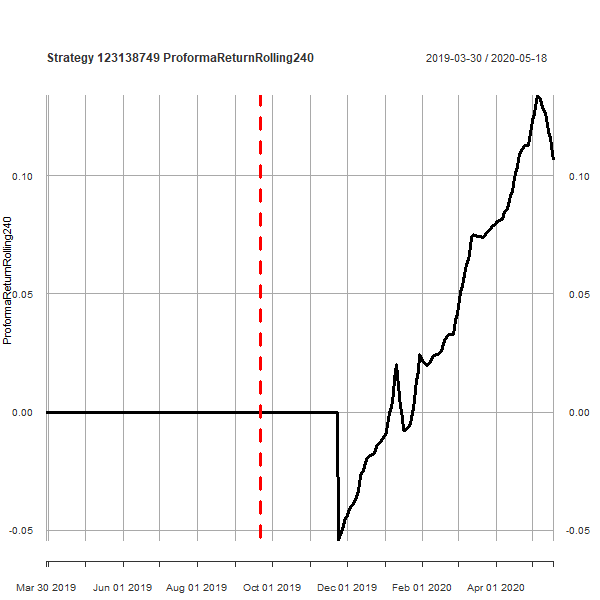 Strategy 123138749 ProformaReturnRolling240
2019-03-30 / 2020-05-18
0.10
0.10
0.05
0.05
0.00
0.00
-0.05
-0.05
ProformaReturnRolling240
Mar 30 2019
Jun 01 2019
Aug 01 2019
Oct 01 2019
Dec 01 2019
Feb 01 2020
Apr 01 2020